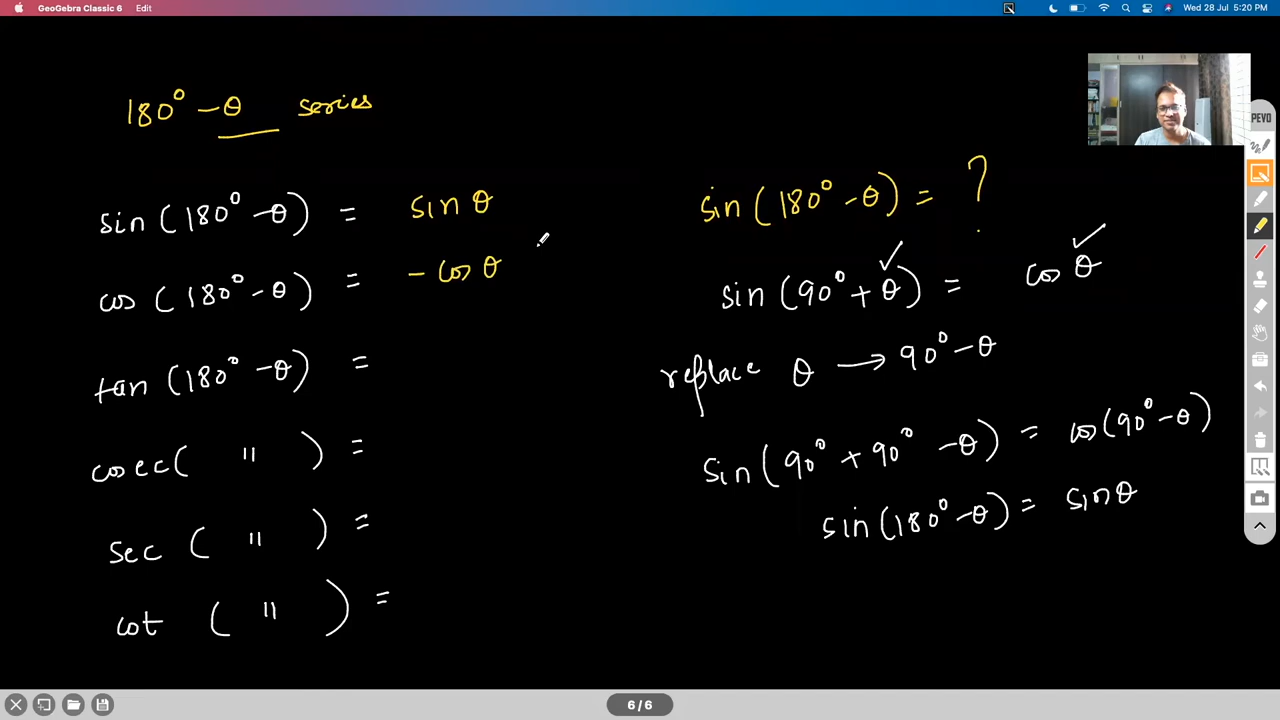 GeoGebra Classic 6 Edit Wed 28 Jul 5:20 PM
180° - θ series
sin (180° - θ) = sin θ
cos (180° - θ) = - cos θ
tan (180° - θ) =
cosec ( " ) =
sec ( " ) =
cot ( " ) =
sin (180° - θ) = ?
sin (90° + θ) = cos θ
replace θ → 90° - θ
sin (90° + 90° - θ) = cos (90° - θ)
sin (180° - θ) = sin θ
PEVO
6 / 6